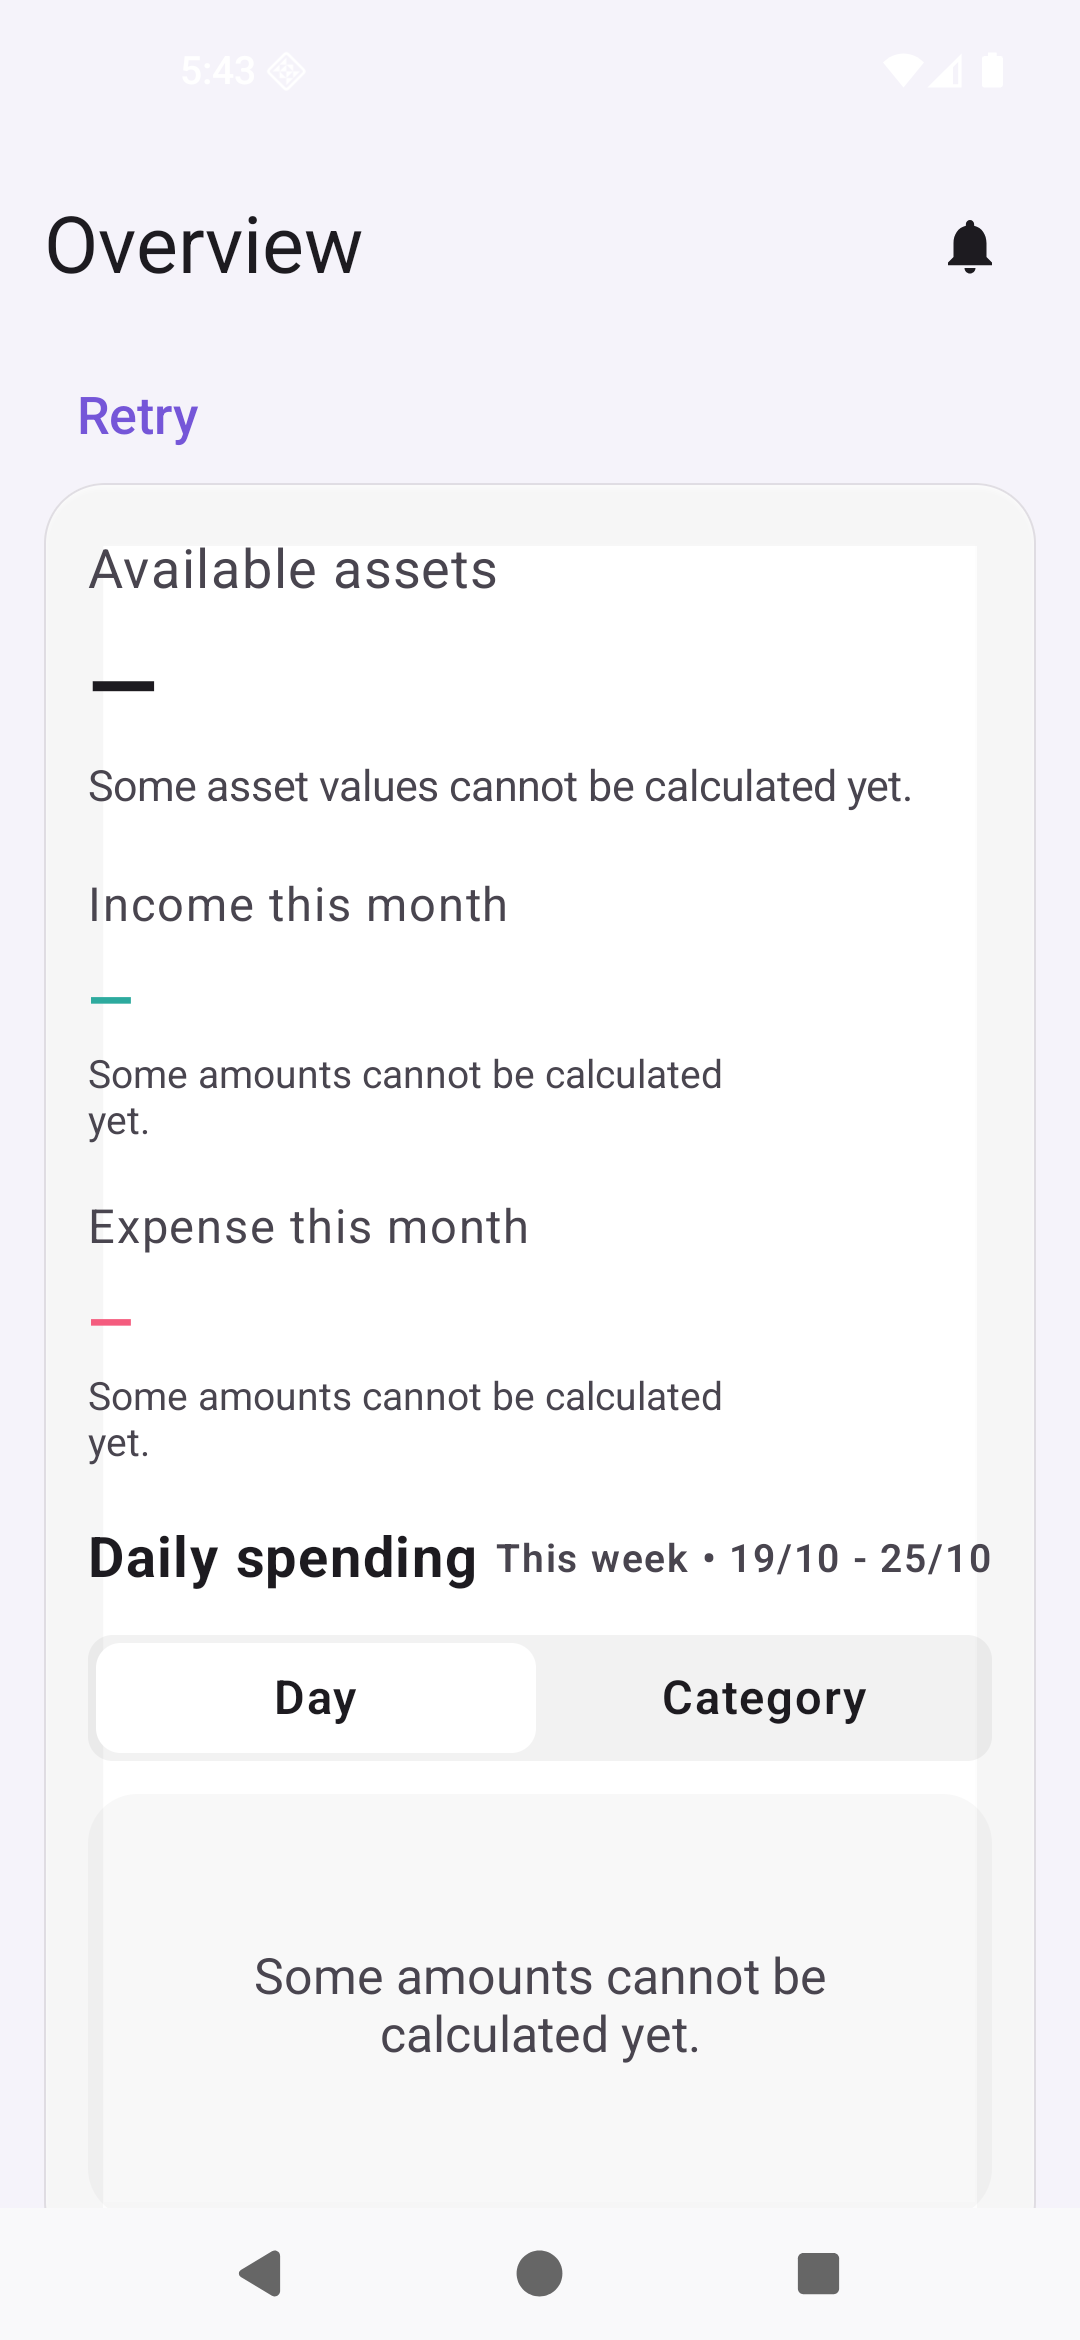 5:43
Overview
Retry
Available assets
—
Some asset values cannot be calculated yet.
Income this month
—
Some amounts cannot be calculated
yet.
Expense this month
—
Some amounts cannot be calculated
yet.
Daily spending This week • 19/10 - 25/10
Day Category
Some amounts cannot be
calculated yet.